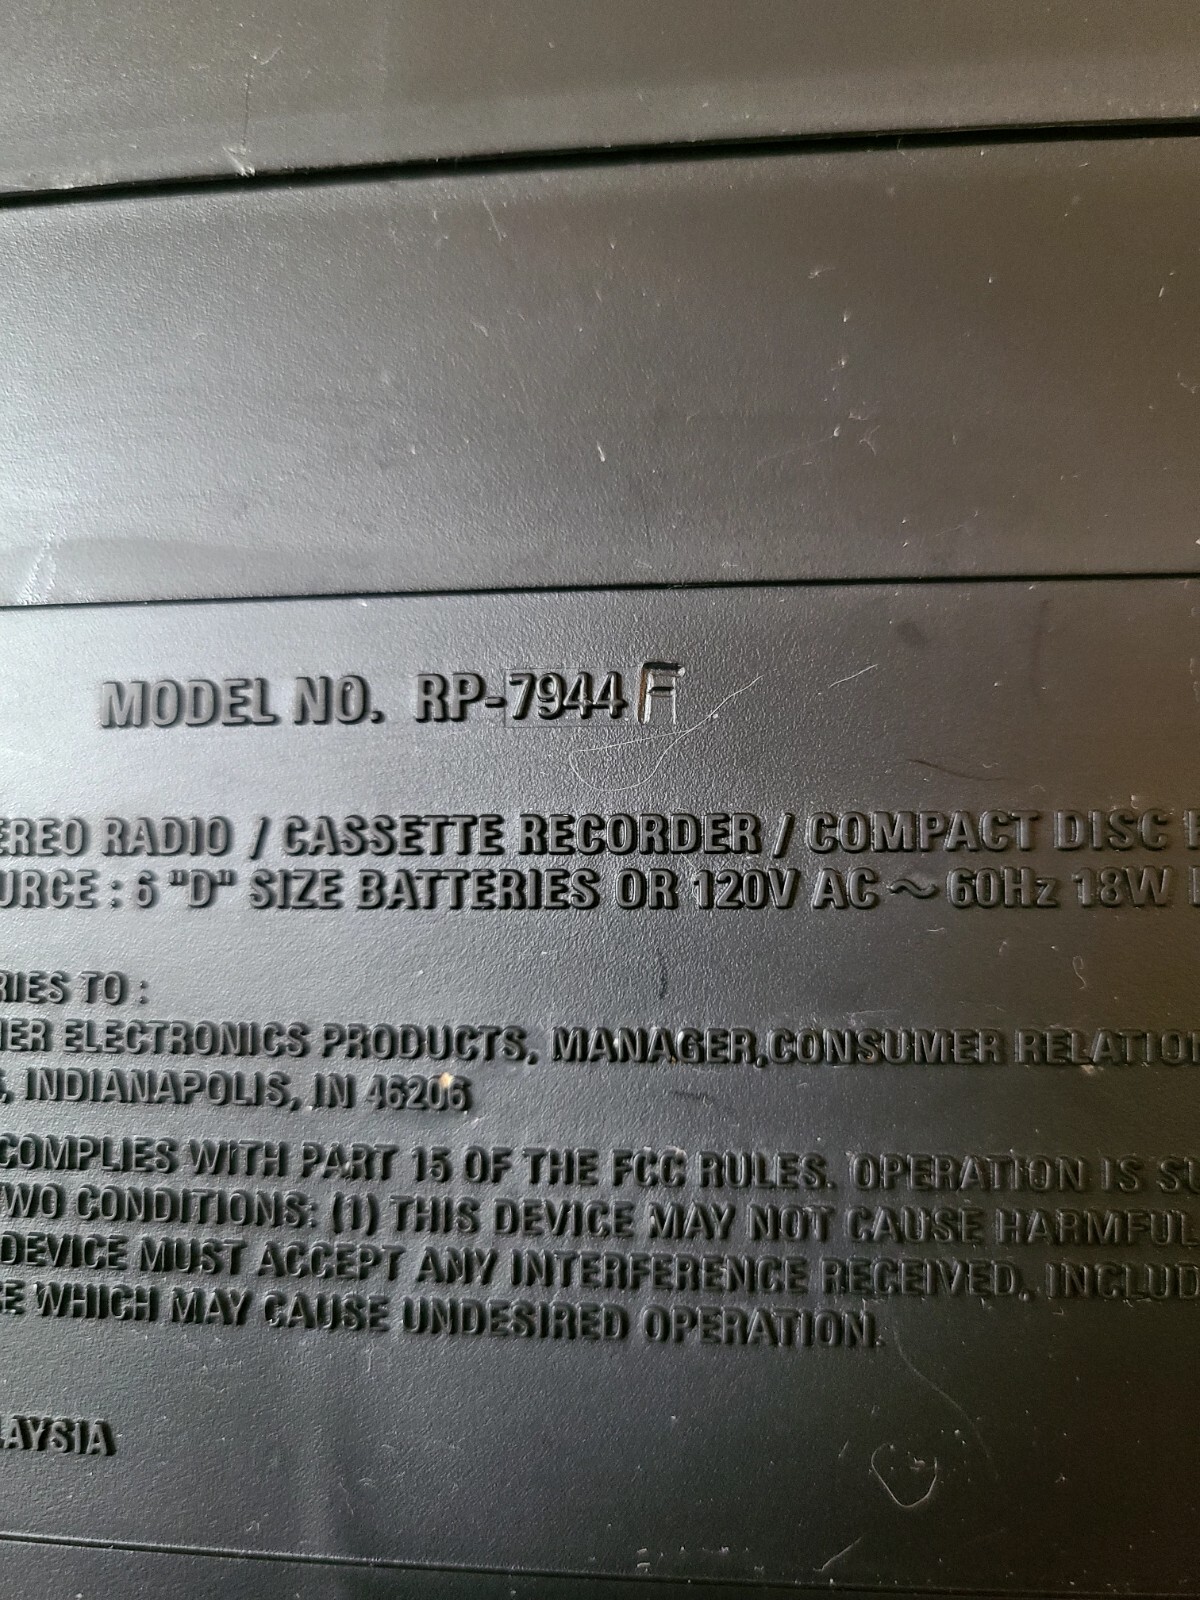 MODEL NO. RP-7944 F
EREO RADIO / CASSETTE RECORDER / COMPACT DISC
URCE : 6 "D" SIZE BATTERIES OR 120V AC ~ 60Hz 18W
RIES TO :
ER ELECTRONICS PRODUCTS, MANAGER,CONSUMER RELATIO
, INDIANAPOLIS, IN 46206
COMPLIES WITH PART 15 OF THE FCC RULES. OPERATION IS SU
WO CONDITIONS: (1) THIS DEVICE MAY NOT CAUSE HARMFUL
DEVICE MUST ACCEPT ANY INTERFERENCE RECEIVED, INCLUD
E WHICH MAY CAUSE UNDESIRED OPERATION.
LAYSIA